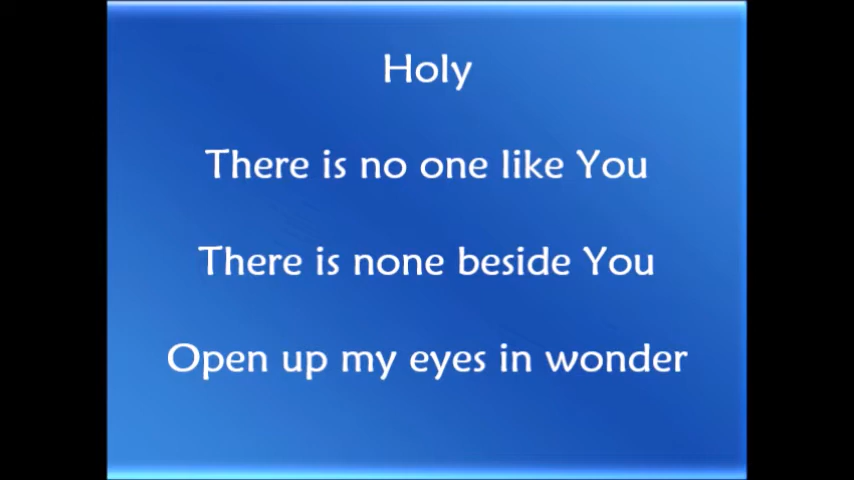 Holy
There is no one like You
There is none beside You
Open up my eyes in wonder